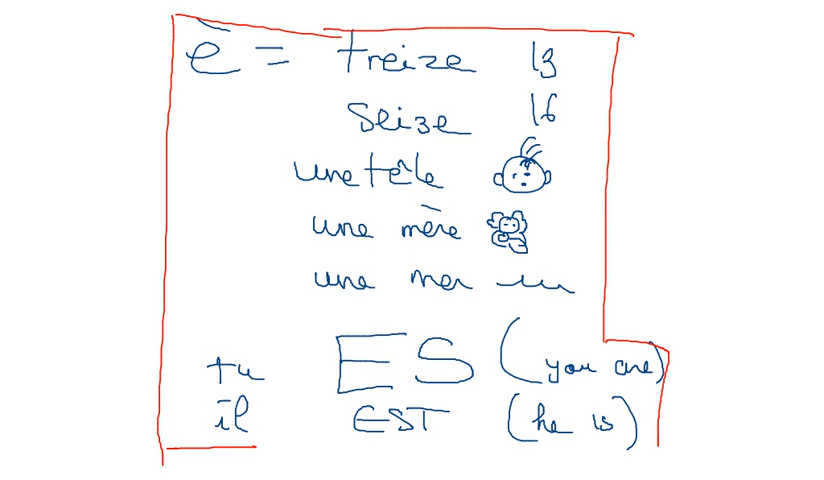 ē = treize 13
seize 16
une tête
une mère
une mer
tu ES (you are)
il EST (he is)